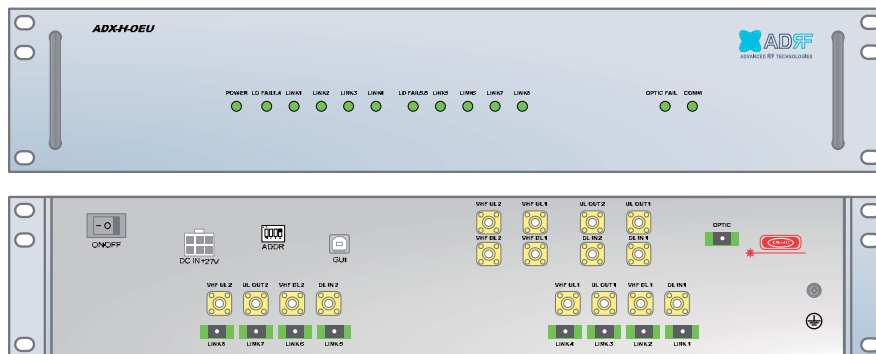 ADX-H-OEU
ADRF
ADVANCED RF TECHNOLOGIES
POWER LD FAIL1.4 LINK1 LINK2 LINK3 LINK4 LD FAIL5.8 LINK5 LINK6 LINK7 LINK8 OPTIC FAIL COMM
VHF UL2 VHF UL1 UL OUT2 UL OUT1
OPTIC
ON/OFF
ADDR
VHF DL2 VHF DL1 DL IN2 DL IN1
DC IN+27V
GUI
VHF UL2 UL OUT2 VHF DL2 DL IN2 VHF UL1 UL OUT1 VHF DL1 DL IN1
LINK8 LINK7 LINK6 LINK5 LINK4 LINK3 LINK2 LINK1